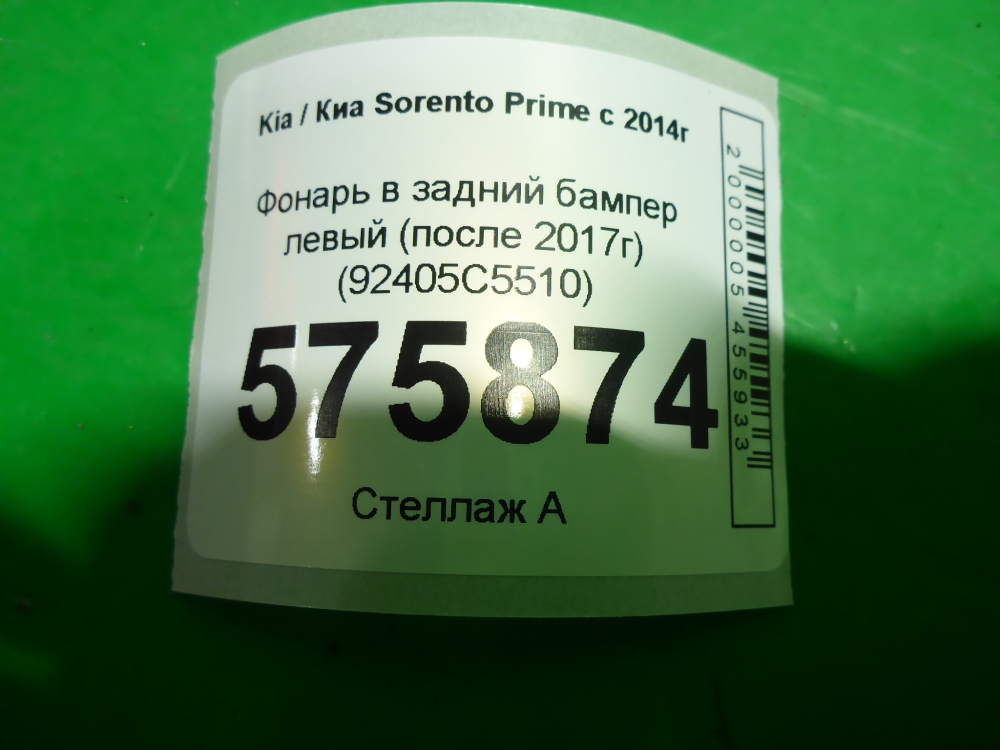 Kia / Киа Sorento Prime с 2014г
Фонарь в задний бампер
левый (после 2017г)
(92405C5510)
575874
Стеллаж А
2000005455933